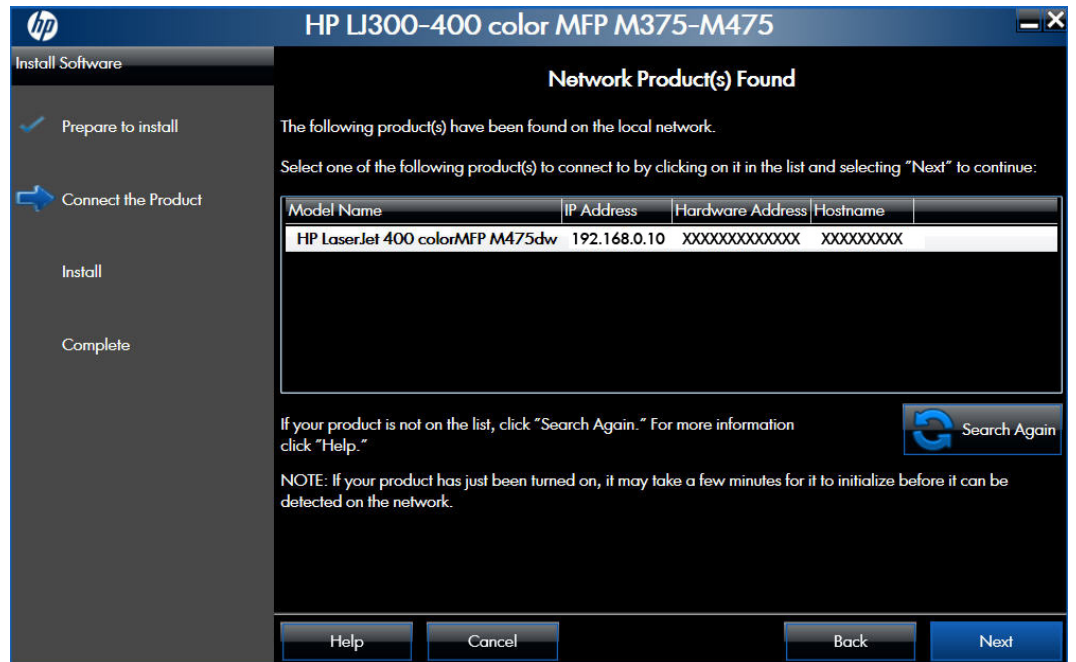 hp
HP LJ300-400 color MFP M375-M475
Install Software
Prepare to install
Connect the Product
Install
Complete
Network Product(s) Found
The following product(s) have been found on the local network.
Select one of the following product(s) to connect to by clicking on it in the list and selecting "Next" to continue:
Model Name IP Address Hardware Address Hostname
HP LaserJet 400 colorMFP M475dw 192.168.0.10 XXXXXXXXXXXXX XXXXXXXXX
If your product is not on the list, click "Search Again." For more information
click "Help."
Search Again
NOTE: If your product has just been turned on, it may take a few minutes for it to initialize before it can be
detected on the network.
Help Cancel Back Next